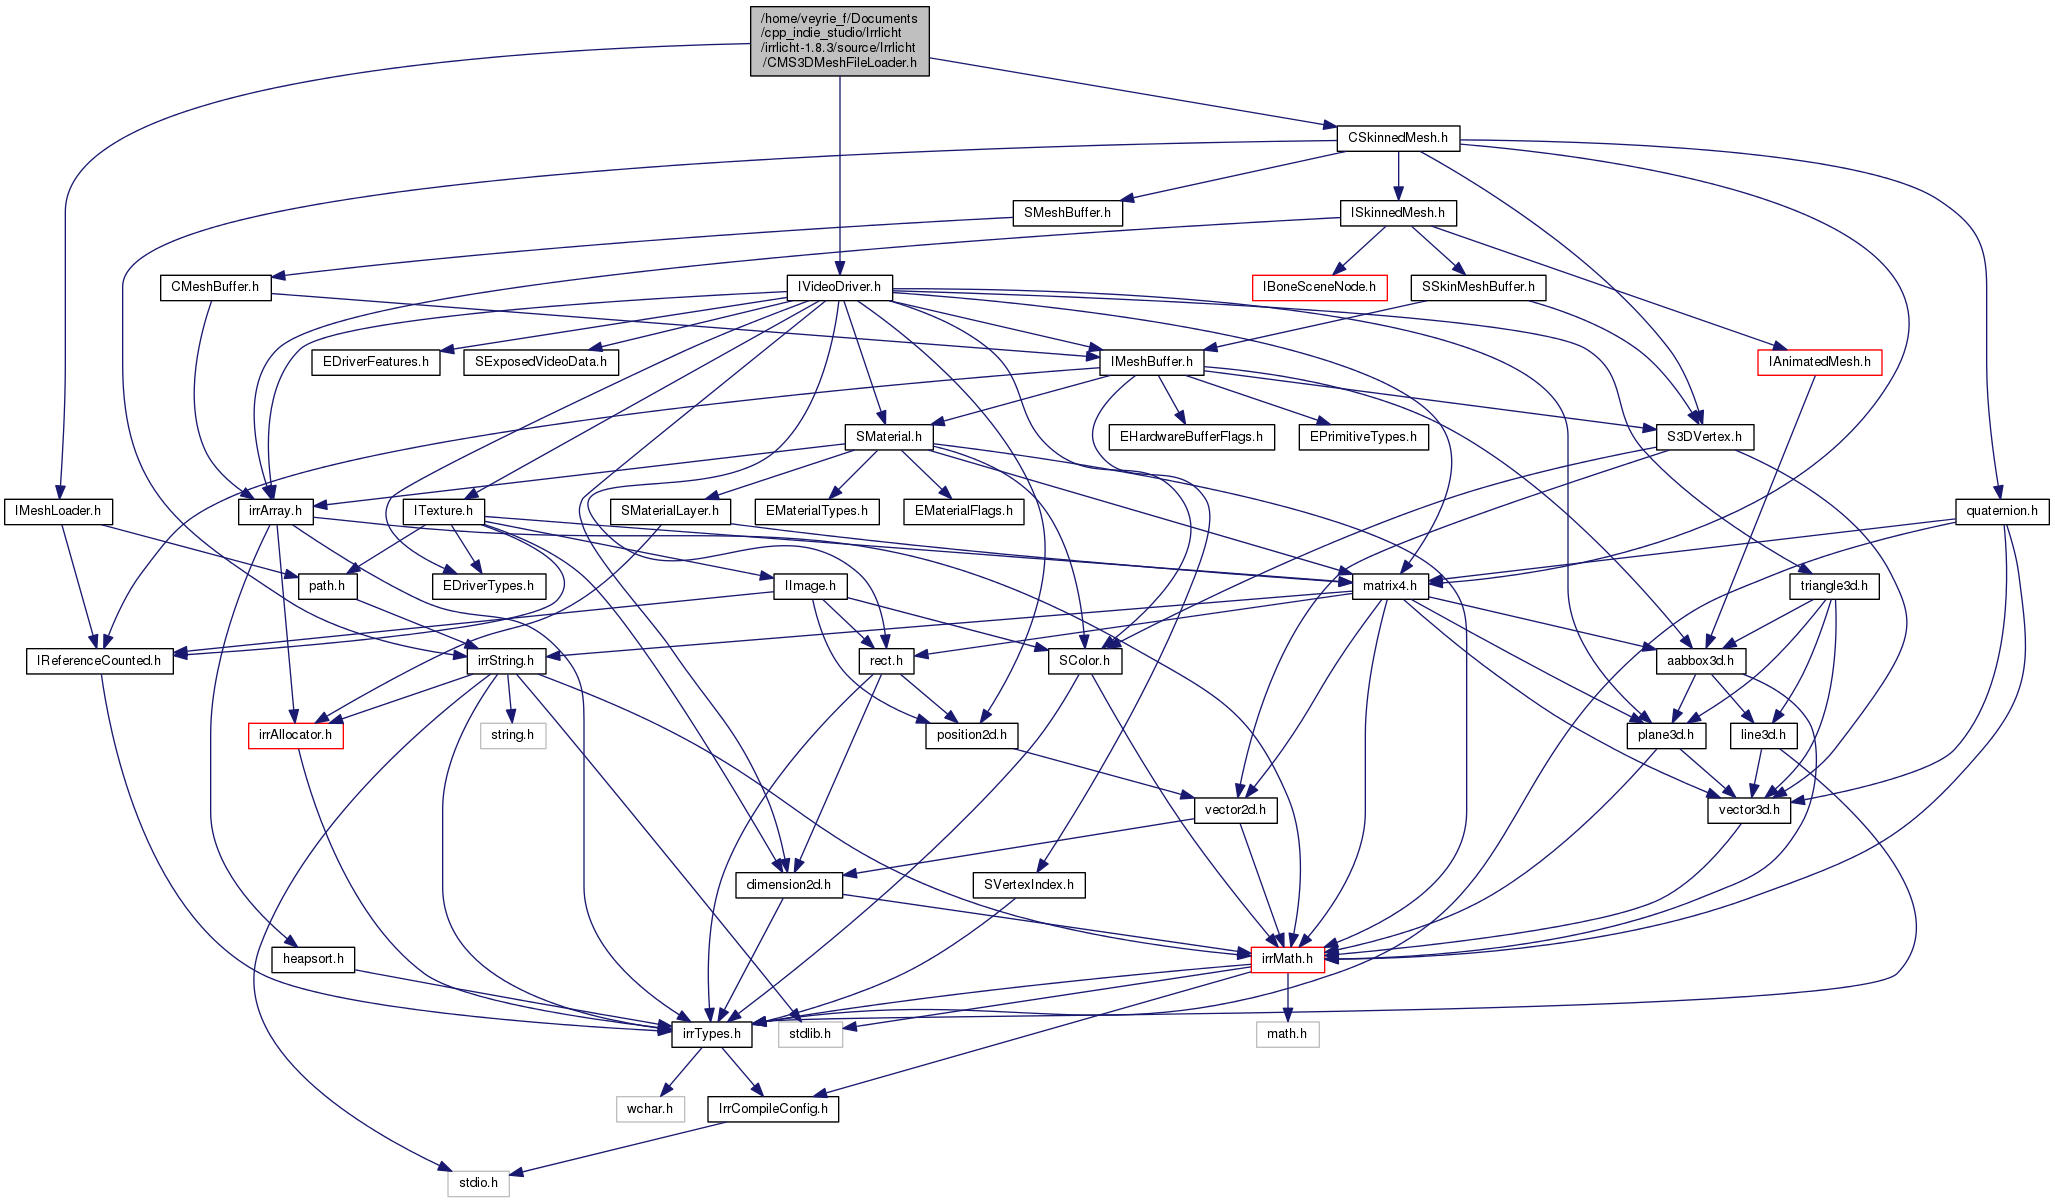 /home/veyrie_f/Documents
/cpp_indie_studio/Irrlicht
/irrlicht-1.8.3/source/Irrlicht
/CMS3DMeshFileLoader.h
CSkinnedMesh.h
SMeshBuffer.h
ISkinnedMesh.h
CMeshBuffer.h
IVideoDriver.h
IBoneSceneNode.h
SSkinMeshBuffer.h
EDriverFeatures.h
SExposedVideoData.h
IMeshBuffer.h
IAnimatedMesh.h
SMaterial.h
EHardwareBufferFlags.h
EPrimitiveTypes.h
S3DVertex.h
IMeshLoader.h
irrArray.h
ITexture.h
SMaterialLayer.h
EMaterialTypes.h
EMaterialFlags.h
quaternion.h
path.h
EDriverTypes.h
IImage.h
matrix4.h
triangle3d.h
IReferenceCounted.h
irrString.h
rect.h
SColor.h
aabbox3d.h
irrAllocator.h
string.h
position2d.h
plane3d.h
line3d.h
vector2d.h
vector3d.h
dimension2d.h
SVertexIndex.h
heapsort.h
irrMath.h
irrTypes.h
stdlib.h
math.h
wchar.h
IrrCompileConfig.h
stdio.h